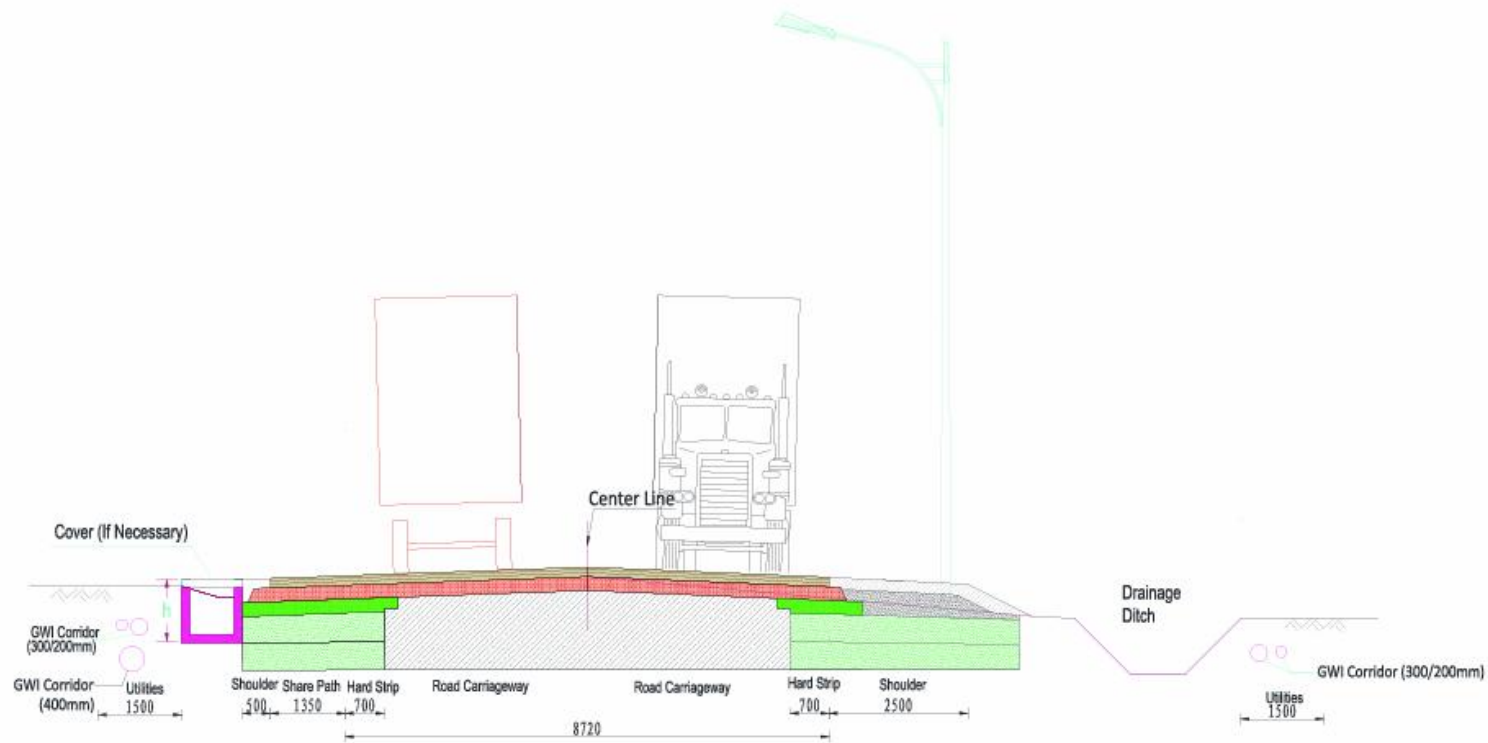 Center Line
Cover (If Necessary)
h
Drainage
Ditch
GWI Corridor
(300/200mm)
GWI Corridor
(400mm)
Utilities
1500
Shoulder
500
Share Path
1350
Hard Strip
700
Road Carriageway
Road Carriageway
Hard Strip
700
Shoulder
2500
8720
GWI Corridor (300/200mm)
Utilities
1500